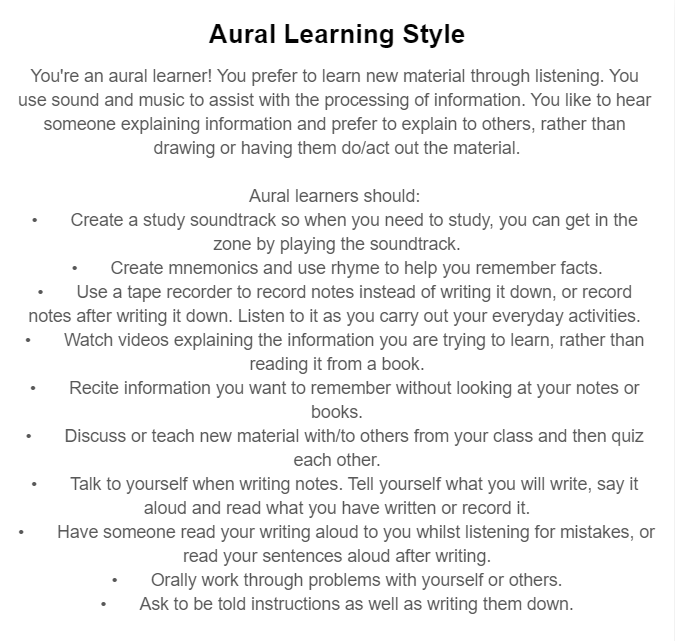 Aural Learning Style
You're an aural learner! You prefer to learn new material through listening. You
use sound and music to assist with the processing of information. You like to hear
someone explaining information and prefer to explain to others, rather than
drawing or having them do/act out the material.
Aural learners should:
• Create a study soundtrack so when you need to study, you can get in the
zone by playing the soundtrack.
• Create mnemonics and use rhyme to help you remember facts.
• Use a tape recorder to record notes instead of writing it down, or record
notes after writing it down. Listen to it as you carry out your everyday activities.
• Watch videos explaining the information you are trying to learn, rather than
reading it from a book.
• Recite information you want to remember without looking at your notes or
books.
• Discuss or teach new material with/to others from your class and then quiz
each other.
• Talk to yourself when writing notes. Tell yourself what you will write, say it
aloud and read what you have written or record it.
• Have someone read your writing aloud to you whilst listening for mistakes, or
read your sentences aloud after writing.
• Orally work through problems with yourself or others.
• Ask to be told instructions as well as writing them down.